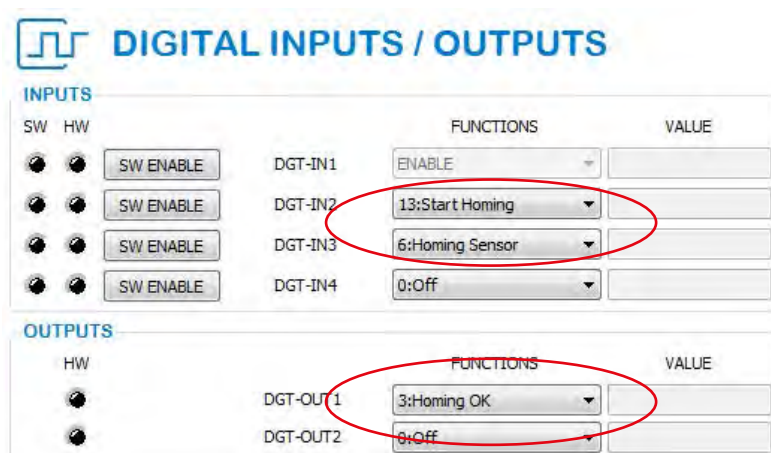 DIGITAL INPUTS / OUTPUTS
INPUTS
SW HW FUNCTIONS VALUE
SW ENABLE DGT-IN1 ENABLE
SW ENABLE DGT-IN2 13:Start Homing
SW ENABLE DGT-IN3 6:Homing Sensor
SW ENABLE DGT-IN4 0:Off
OUTPUTS
HW FUNCTIONS VALUE
DGT-OUT1 3:Homing OK
DGT-OUT2 0:Off